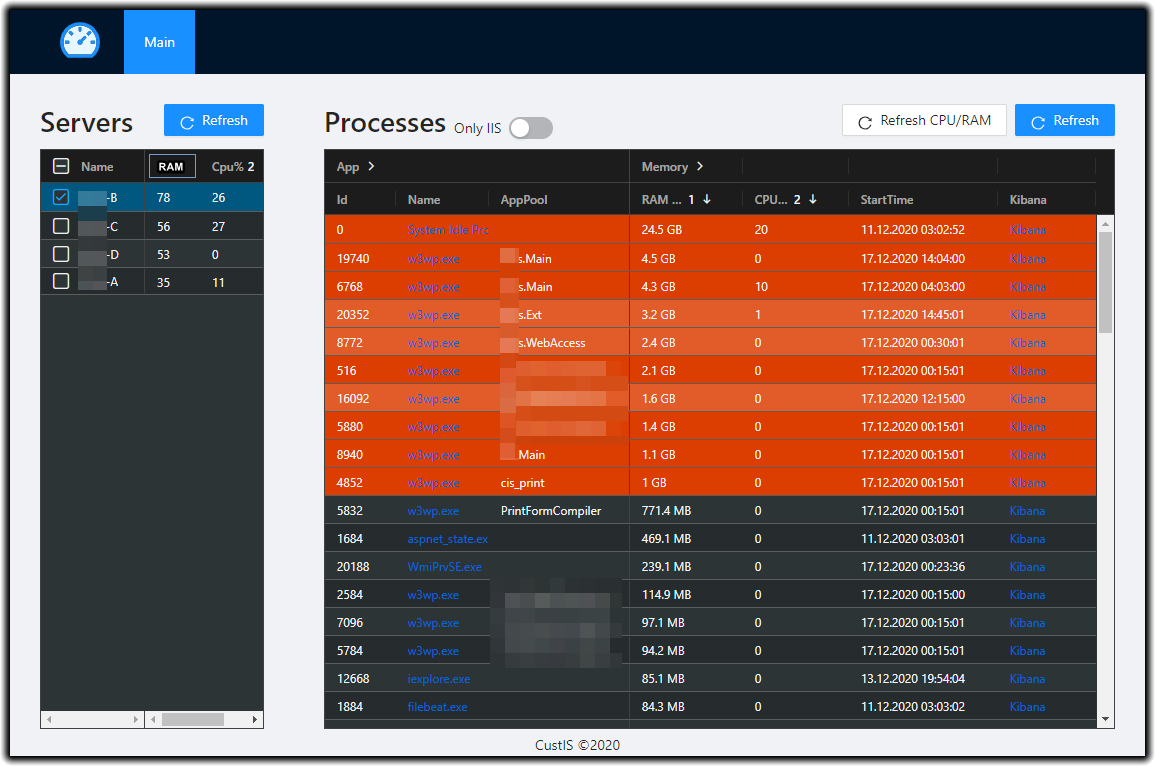 Main
Servers Refresh
Processes Only IIS Refresh CPU/RAM Refresh
Name RAM Cpu% 2
-B 78 26
-C 56 27
-D 53 0
-A 35 11
App Memory
Id Name AppPool RAM ... 1 CPU... 2 StartTime Kibana
0 System Idle Prc 24.5 GB 20 11.12.2020 03:02:52 Kibana
19740 w3wp.exe s.Main 4.5 GB 0 17.12.2020 14:04:00 Kibana
6768 w3wp.exe s.Main 4.3 GB 10 17.12.2020 04:03:00 Kibana
20352 w3wp.exe s.Ext 3.2 GB 1 17.12.2020 14:45:01 Kibana
8772 w3wp.exe s.WebAccess 2.4 GB 0 17.12.2020 00:30:01 Kibana
516 w3wp.exe 2.1 GB 0 17.12.2020 00:15:01 Kibana
16092 w3wp.exe 1.6 GB 0 17.12.2020 12:15:00 Kibana
5880 w3wp.exe 1.4 GB 0 17.12.2020 00:15:01 Kibana
8940 w3wp.exe .Main 1.1 GB 0 17.12.2020 00:15:01 Kibana
4852 w3wp.exe cis_print 1 GB 0 17.12.2020 00:15:01 Kibana
5832 w3wp.exe PrintFormCompiler 771.4 MB 0 17.12.2020 00:15:01 Kibana
1684 aspnet_state.ex 469.1 MB 0 11.12.2020 03:03:01 Kibana
20188 WmiPrvSE.exe 239.1 MB 0 17.12.2020 00:23:36 Kibana
2584 w3wp.exe 114.9 MB 0 17.12.2020 00:15:00 Kibana
7096 w3wp.exe 97.1 MB 0 17.12.2020 00:15:01 Kibana
5784 w3wp.exe 94.2 MB 0 17.12.2020 00:15:01 Kibana
12668 iexplore.exe 85.1 MB 0 13.12.2020 19:54:04 Kibana
1884 filebeat.exe 84.3 MB 0 11.12.2020 03:03:02 Kibana
CustIS ©2020